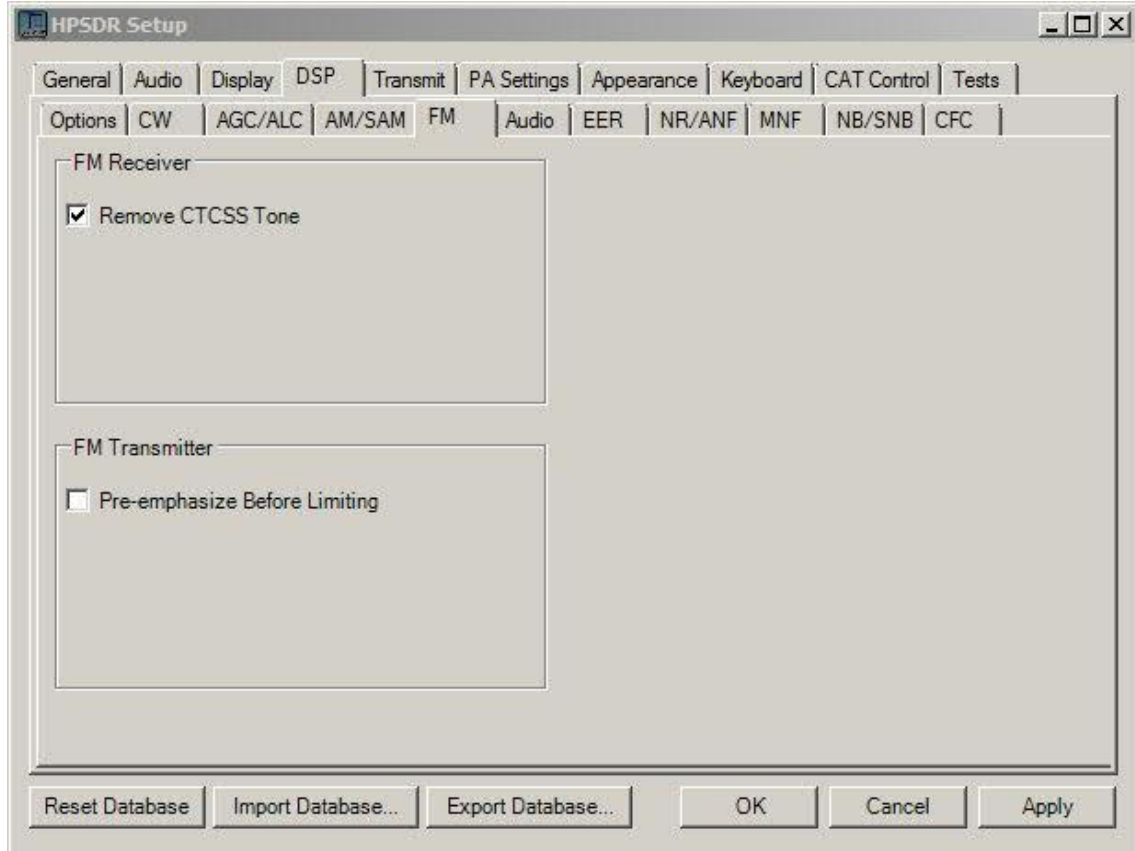 HPSDR Setup
General Audio Display DSP Transmit PA Settings Appearance Keyboard CAT Control Tests
Options CW AGC/ALC AM/SAM FM Audio EER NR/ANF MNF NB/SNB CFC
FM Receiver
Remove CTCSS Tone
FM Transmitter
Pre-emphasize Before Limiting
Reset Database Import Database... Export Database... OK Cancel Apply